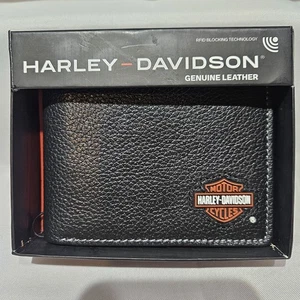 RFID BLOCKING TECHNOLOGY
HARLEY-DAVIDSON®
GENUINE LEATHER
MOTOR
HARLEY-DAVIDSON
CYCLES